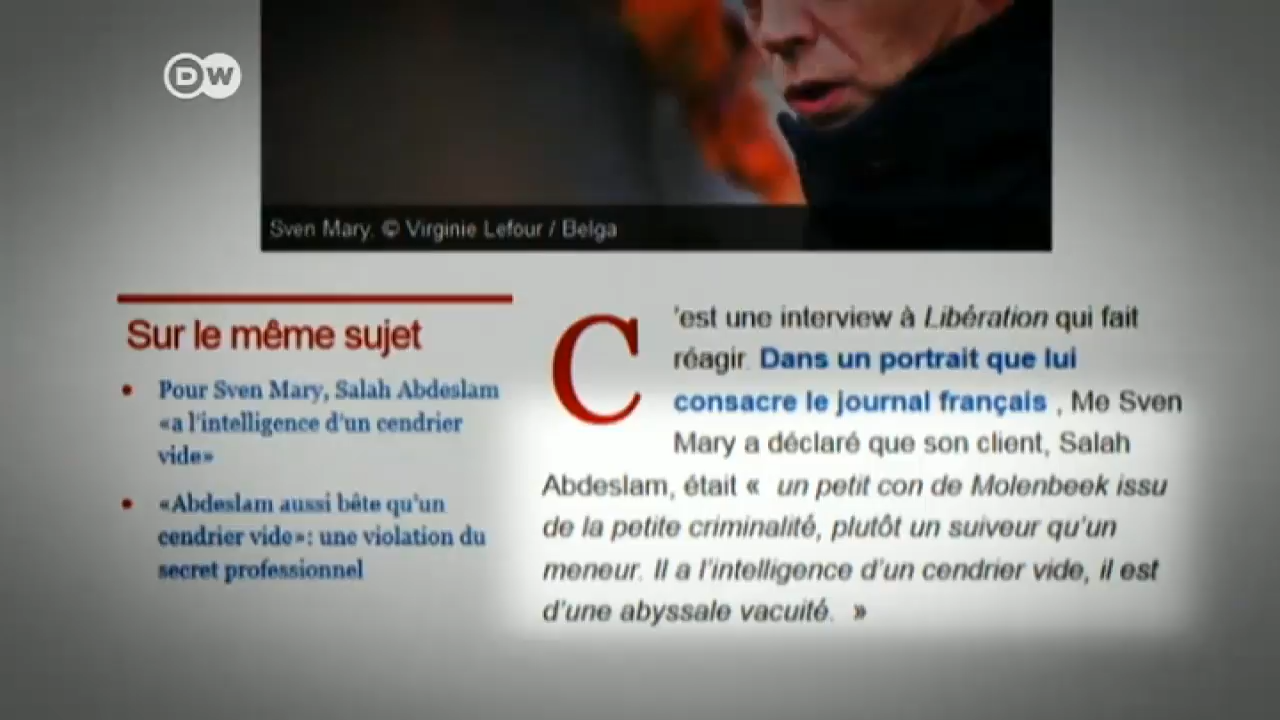 DW
Sven Mary. © Virginie Lefour / Belga
Sur le même sujet
• Pour Sven Mary, Salah Abdeslam
«a l'intelligence d'un cendrier
vide»
• «Abdeslam aussi bête qu'un
cendrier vide»: une violation du
secret professionnel
C'est une interview à Libération qui fait
réagir. Dans un portrait que lui
consacre le journal français , Me Sven
Mary a déclaré que son client, Salah
Abdeslam, était « un petit con de Molenbeek issu
de la petite criminalité, plutôt un suiveur qu'un
meneur. Il a l'intelligence d'un cendrier vide, il est
d'une abyssale vacuité. »